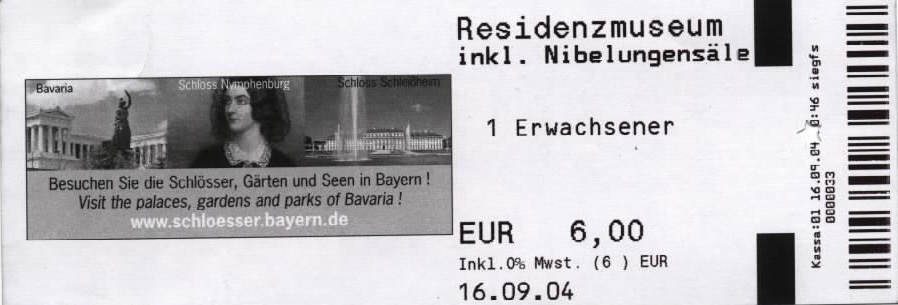 Residenzmuseum
inkl. Nibelungensäle
Bavaria
Schloss Nymphenburg
Schloss Schleißheim
1 Erwachsener
Besuchen Sie die Schlösser, Gärten und Seen in Bayern !
Visit the palaces, gardens and parks of Bavaria !
www.schloesser.bayern.de
EUR 6,00
Inkl.0% Mwst. (6 ) EUR
16.09.04
Kassa:01 16.09.04 :46 siegfs
0000033